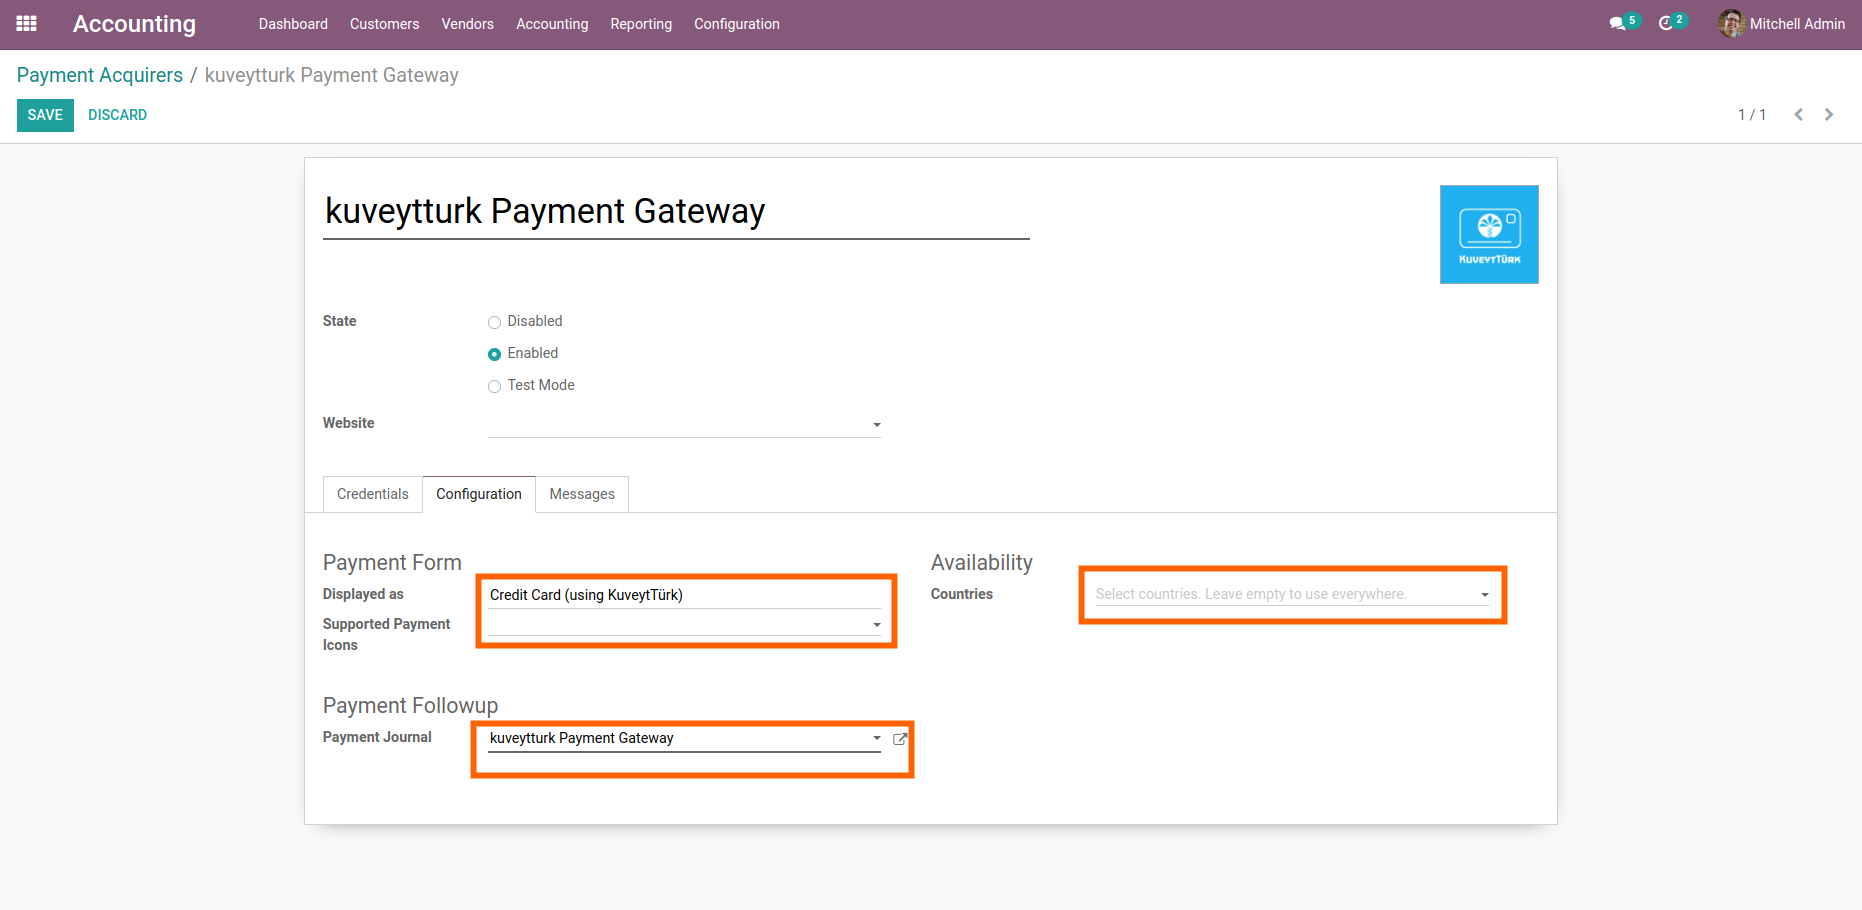 Accounting Dashboard Customers Vendors Accounting Reporting Configuration 5 2 Mitchell Admin
Payment Acquirers / kuveytturk Payment Gateway
SAVE DISCARD 1 / 1
kuveytturk Payment Gateway
KUVEYTTÜRK
State Disabled
Enabled
Test Mode
Website
Credentials Configuration Messages
Payment Form
Displayed as Credit Card (using KuveytTürk)
Supported Payment
Icons
Availability
Countries Select countries. Leave empty to use everywhere.
Payment Followup
Payment Journal kuveytturk Payment Gateway